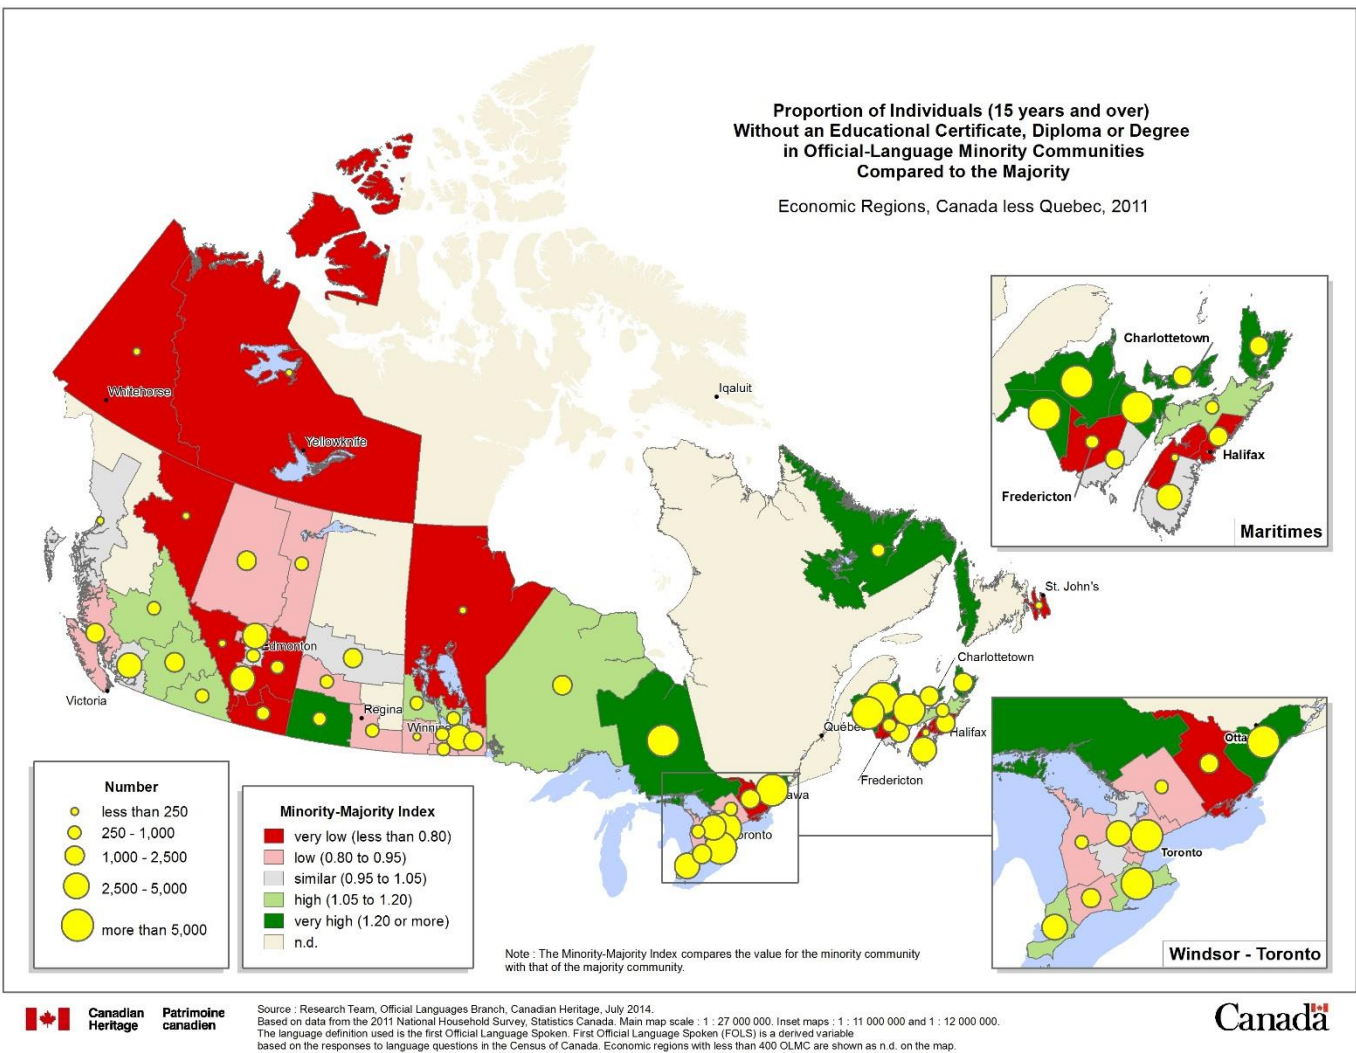 Proportion of Individuals (15 years and over)
Without an Educational Certificate, Diploma or Degree
in Official-Language Minority Communities
Compared to the Majority
Economic Regions, Canada less Quebec, 2011
Charlottetown
Halifax
Fredericton
Maritimes
Whitehorse
Yellowknife
Iqaluit
St. John's
Edmonton
Charlottetown
Victoria
Regina
Winni
Québec
Halifax
Fredericton
awa
oronto
Otta
Toronto
Windsor - Toronto
Number
less than 250
250 - 1,000
1,000 - 2,500
2,500 - 5,000
more than 5,000
Minority-Majority Index
very low (less than 0.80)
low (0.80 to 0.95)
similar (0.95 to 1.05)
high (1.05 to 1.20)
very high (1.20 or more)
n.d.
Note : The Minority-Majority Index compares the value for the minority community
with that of the majority community.
Canadian Heritage
Patrimoine canadien
Source : Research Team, Official Languages Branch, Canadian Heritage, July 2014.
Based on data from the 2011 National Household Survey, Statistics Canada. Main map scale : 1 : 27 000 000. Inset maps : 1 : 11 000 000 and 1 : 12 000 000.
The language definition used is the first Official Language Spoken. First Official Language Spoken (FOLS) is a derived variable
based on the responses to language questions in the Census of Canada. Economic regions with less than 400 OLMC are shown as n.d. on the map.
Canada